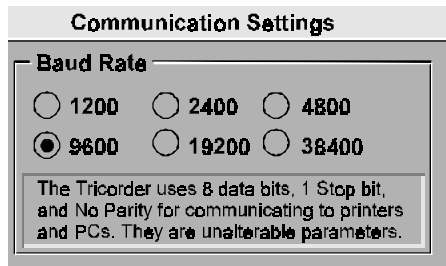 Communication Settings
Baud Rate
1200 2400 4800
9600 19200 38400
The Tricorder uses 8 data bits, 1 Stop bit,
and No Parity for communicating to printers
and PCs. They are unalterable parameters.